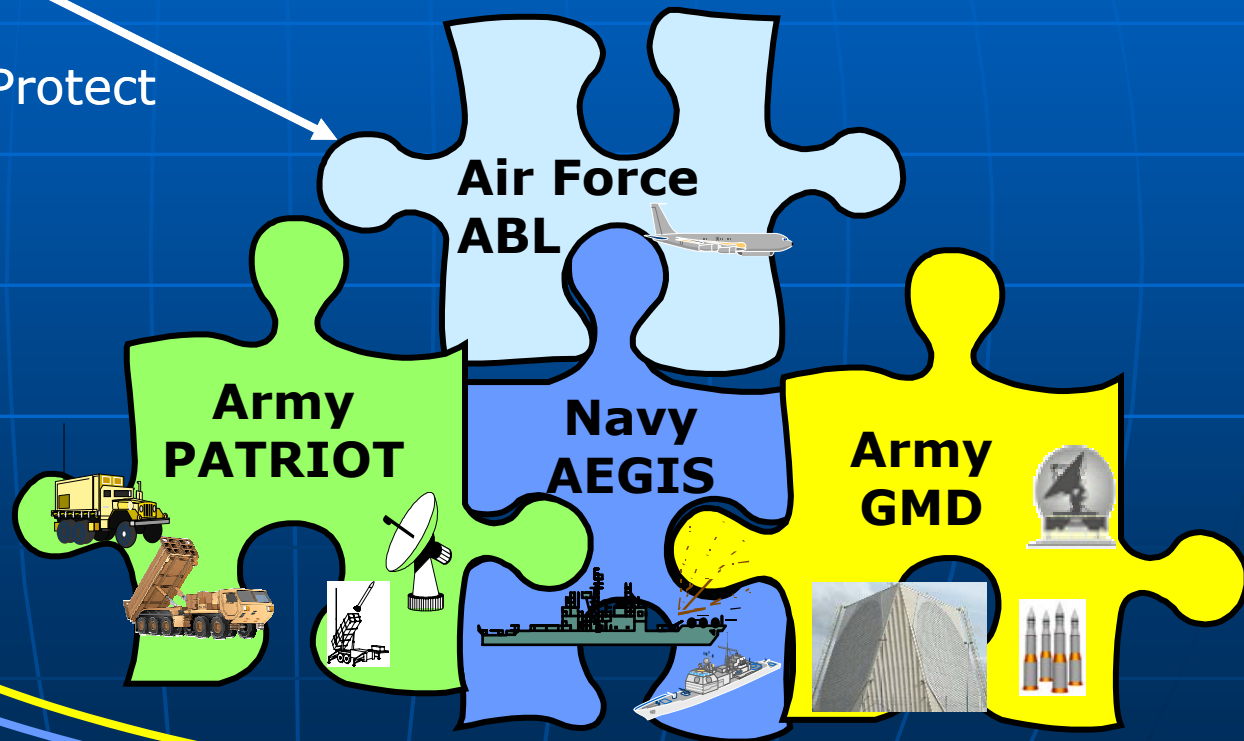 Protect
Air Force
ABL
Army
PATRIOT
Navy
AEGIS
Army
GMD